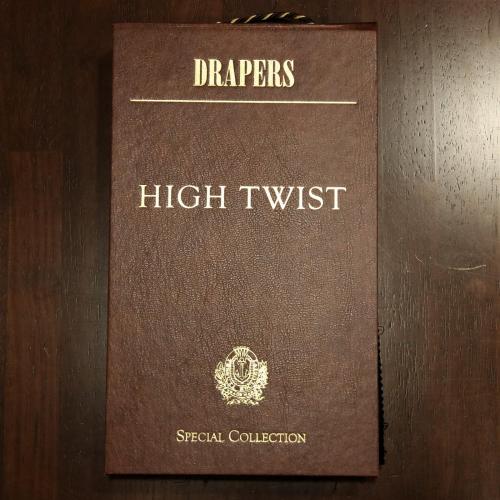 DRAPERS
HIGH TWIST
SPECIAL COLLECTION